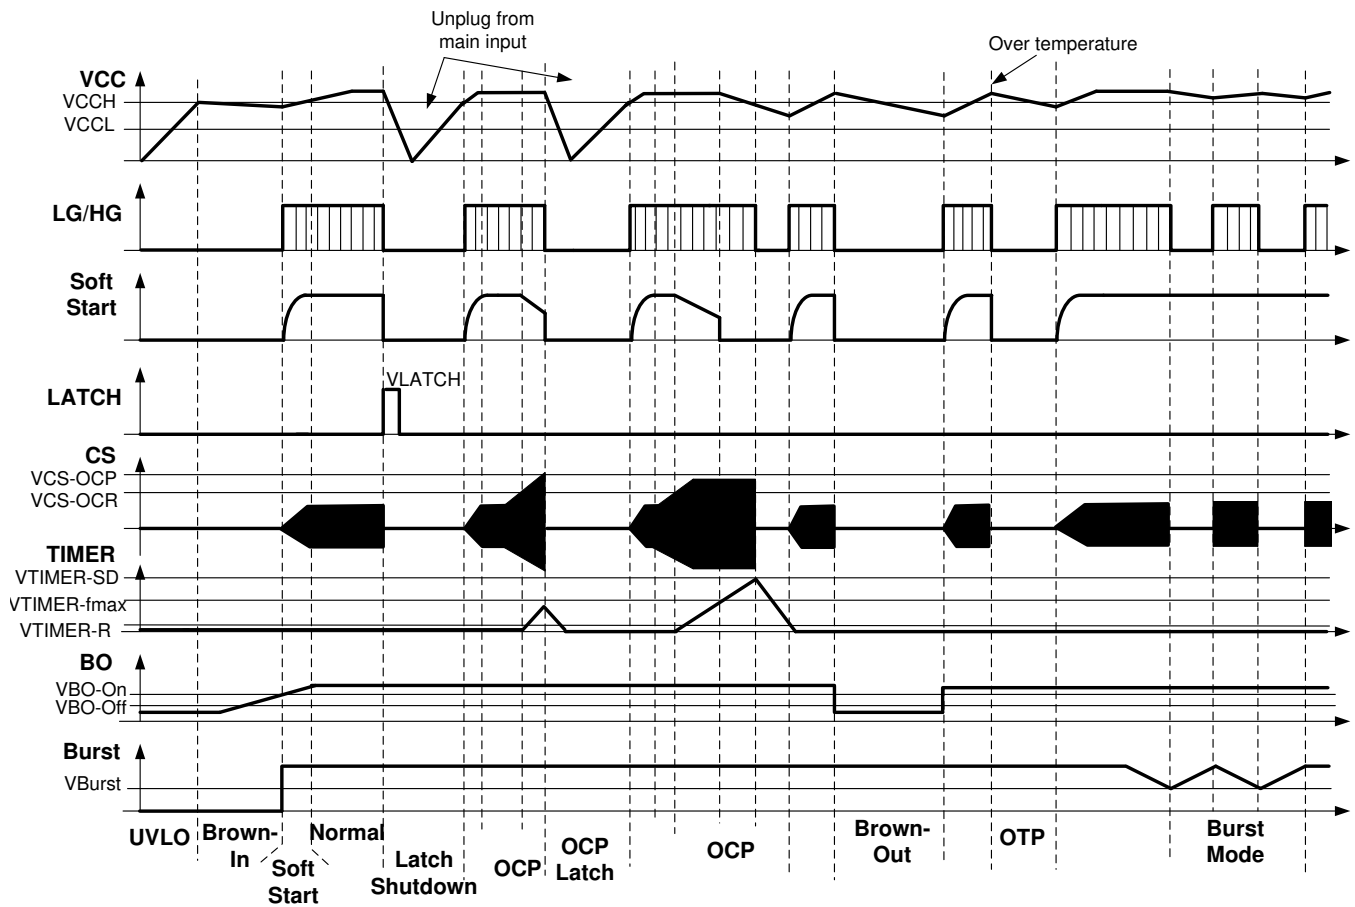 Unplug from
main input
Over temperature
VCC
VCCH
VCCL
LG/HG
Soft
Start
LATCH
VLATCH
CS
VCS-OCP
VCS-OCR
TIMER
VTIMER-SD
VTIMER-fmax
VTIMER-R
BO
VBO-On
VBO-Off
Burst
VBurst
UVLO
Brown-
In
Soft
Start
Normal
Latch
Shutdown
OCP
OCP
Latch
OCP
Brown-
Out
OTP
Burst
Mode